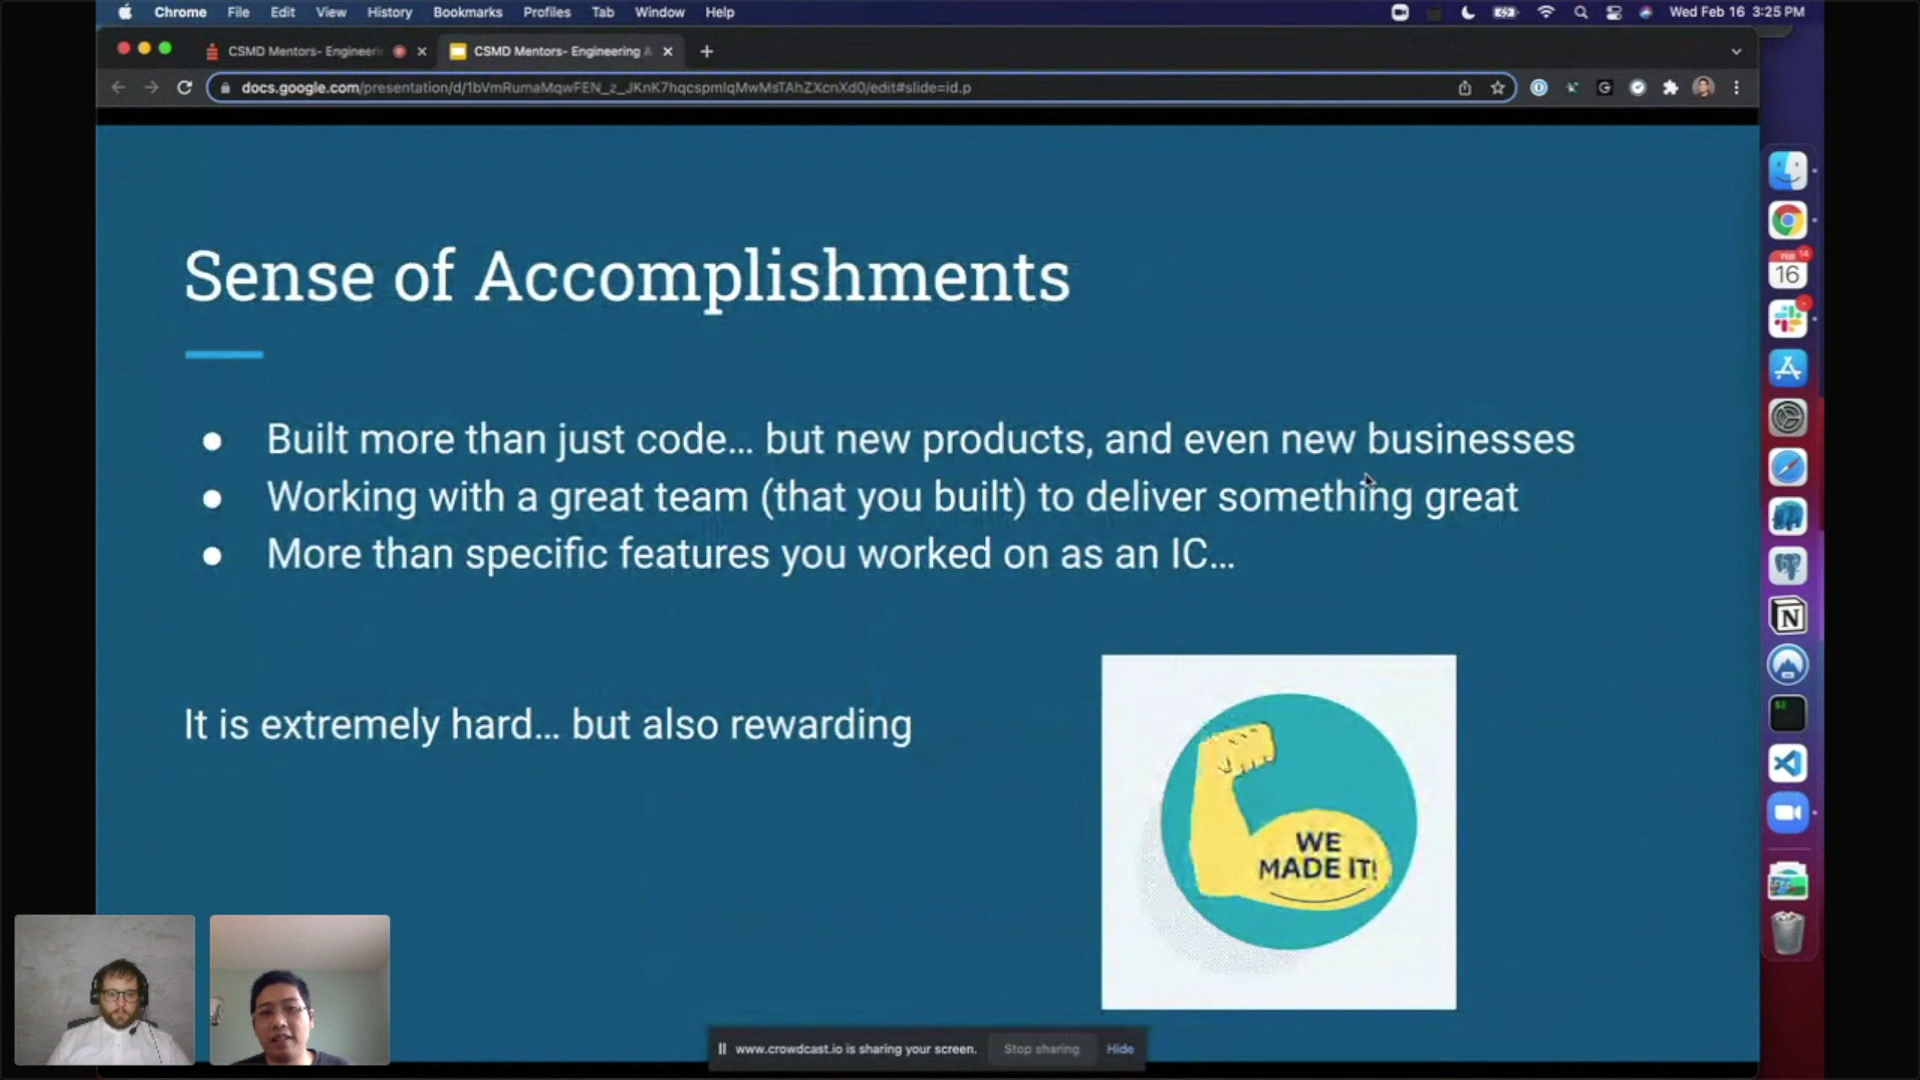 Chrome File Edit View History Bookmarks Profiles Tab Window Help
Wed Feb 16 3:25 PM
CSMD Mentors- Engineeri
CSMD Mentors- Engineering &
docs.google.com/presentation/d/1bVmRumaMqwFEN_z_JKnK7hqcspmlqMwMsTAhZXcnXd0/edit#slide=id.p
FEB 14
16
Sense of Accomplishments
● Built more than just code… but new products, and even new businesses
● Working with a great team (that you built) to deliver something great
● More than specific features you worked on as an IC…
It is extremely hard… but also rewarding
WE
MADE IT!
www.crowdcast.io is sharing your screen. Stop sharing Hide